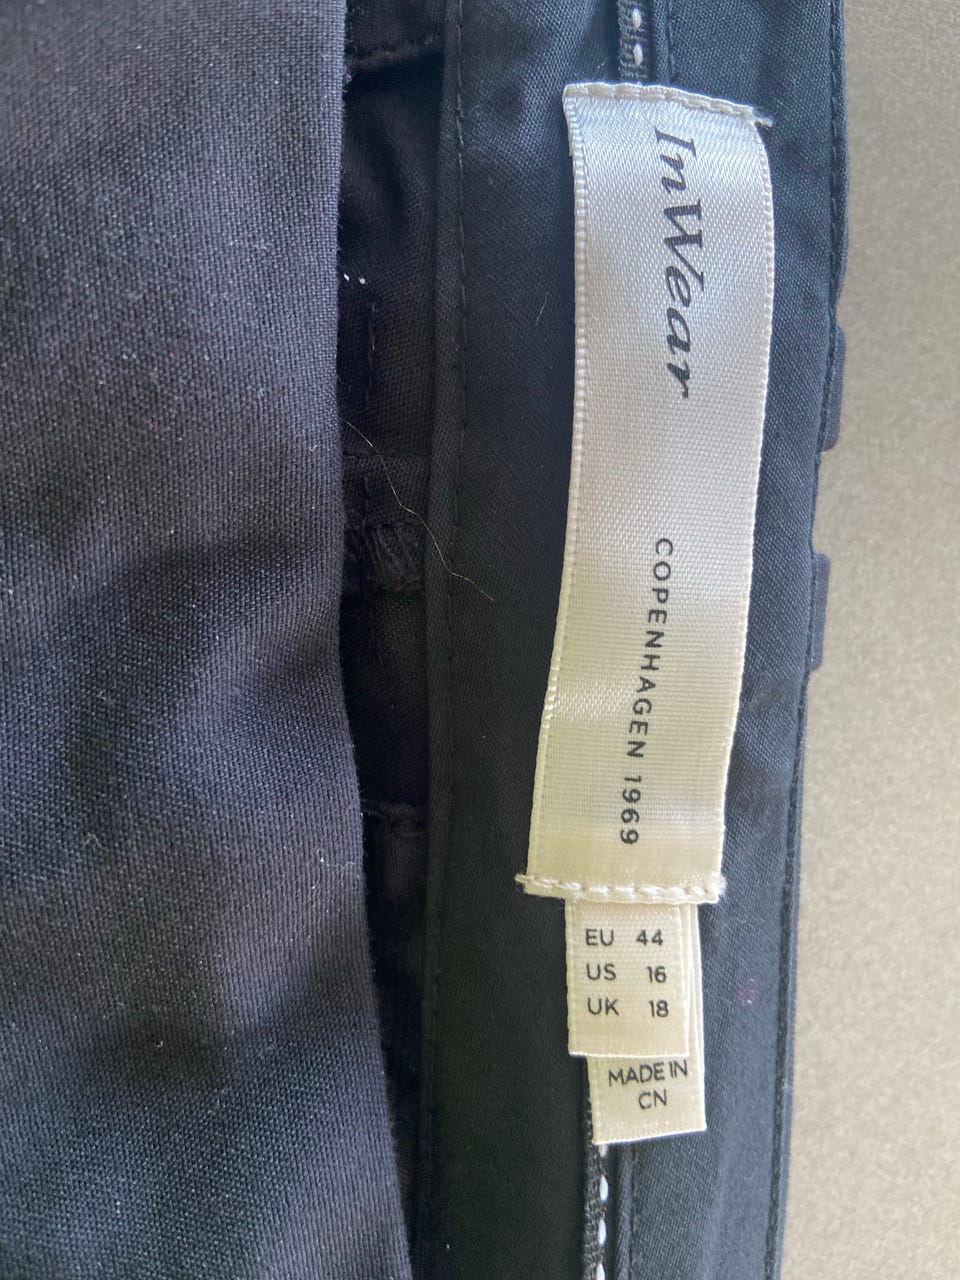 InWear
COPENHAGEN 1969
EU 44
US 16
UK 18
MADE IN
CN